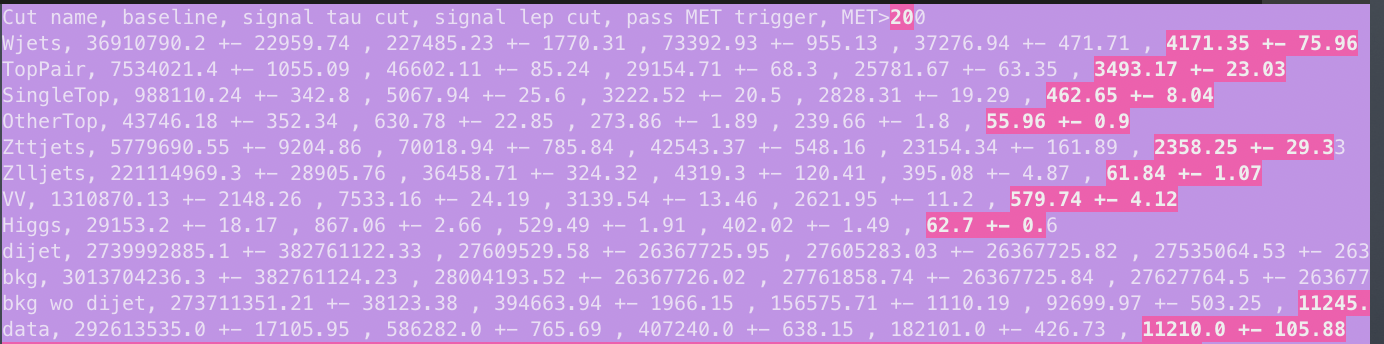 Cut name, baseline, signal tau cut, signal lep cut, pass MET trigger, MET>200
Wjets, 36910790.2 +- 22959.74 , 227485.23 +- 1770.31 , 73392.93 +- 955.13 , 37276.94 +- 471.71 , 4171.35 +- 75.96
TopPair, 7534021.4 +- 1055.09 , 46602.11 +- 85.24 , 29154.71 +- 68.3 , 25781.67 +- 63.35 , 3493.17 +- 23.03
SingleTop, 988110.24 +- 342.8 , 5067.94 +- 25.6 , 3222.52 +- 20.5 , 2828.31 +- 19.29 , 462.65 +- 8.04
OtherTop, 43746.18 +- 352.34 , 630.78 +- 22.85 , 273.86 +- 1.89 , 239.66 +- 1.8 , 55.96 +- 0.9
Zttjets, 5779690.55 +- 9204.86 , 70018.94 +- 785.84 , 42543.37 +- 548.16 , 23154.34 +- 161.89 , 2358.25 +- 29.33
Zlljets, 221114969.3 +- 28905.76 , 36458.71 +- 324.32 , 4319.3 +- 120.41 , 395.08 +- 4.87 , 61.84 +- 1.07
VV, 1310870.13 +- 2148.26 , 7533.16 +- 24.19 , 3139.54 +- 13.46 , 2621.95 +- 11.2 , 579.74 +- 4.12
Higgs, 29153.2 +- 18.17 , 867.06 +- 2.66 , 529.49 +- 1.91 , 402.02 +- 1.49 , 62.7 +- 0.6
dijet, 2739992885.1 +- 382761122.33 , 27609529.58 +- 26367725.95 , 27605283.03 +- 26367725.82 , 27535064.53 +- 263
bkg, 3013704236.3 +- 382761124.23 , 28004193.52 +- 26367726.02 , 27761858.74 +- 26367725.84 , 27627764.5 +- 263677
bkg wo dijet, 273711351.21 +- 38123.38 , 394663.94 +- 1966.15 , 156575.71 +- 1110.19 , 92699.97 +- 503.25 , 11245.
data, 292613535.0 +- 17105.95 , 586282.0 +- 765.69 , 407240.0 +- 638.15 , 182101.0 +- 426.73 , 11210.0 +- 105.88